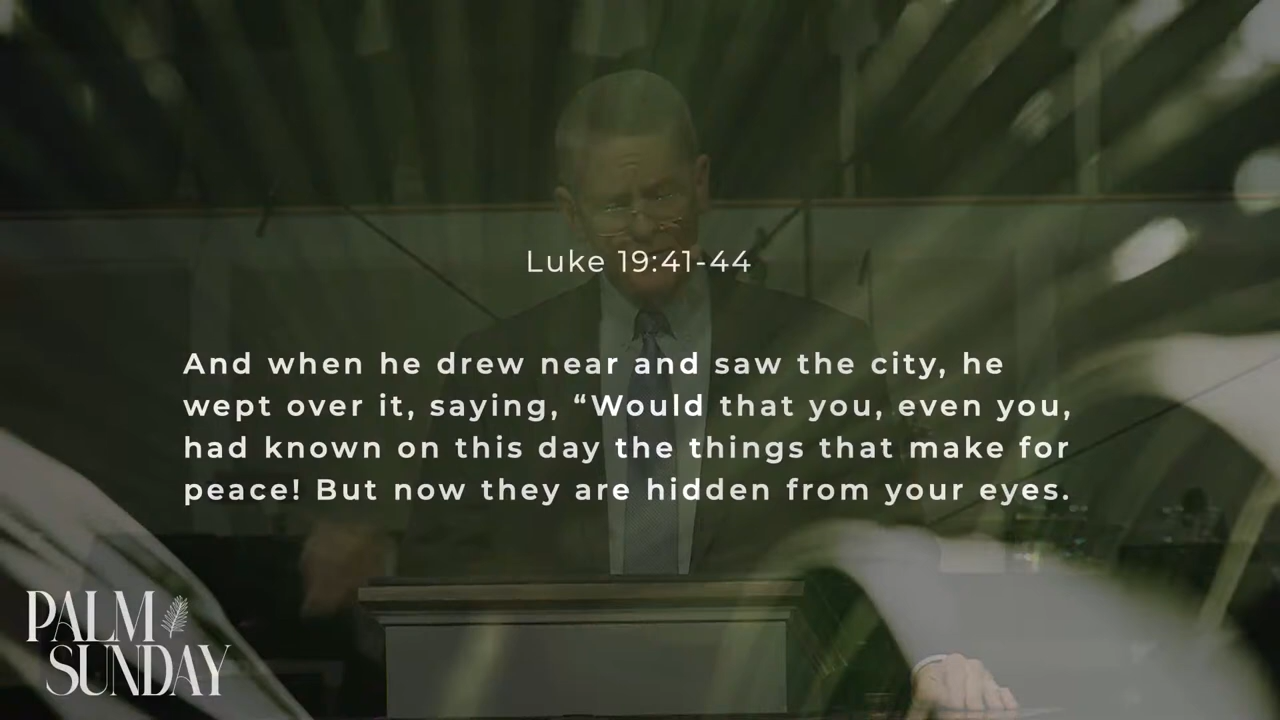 Luke 19:41-44
And when he drew near and saw the city, he
wept over it, saying, “Would that you, even you,
had known on this day the things that make for
peace! But now they are hidden from your eyes.
PALM
SUNDAY